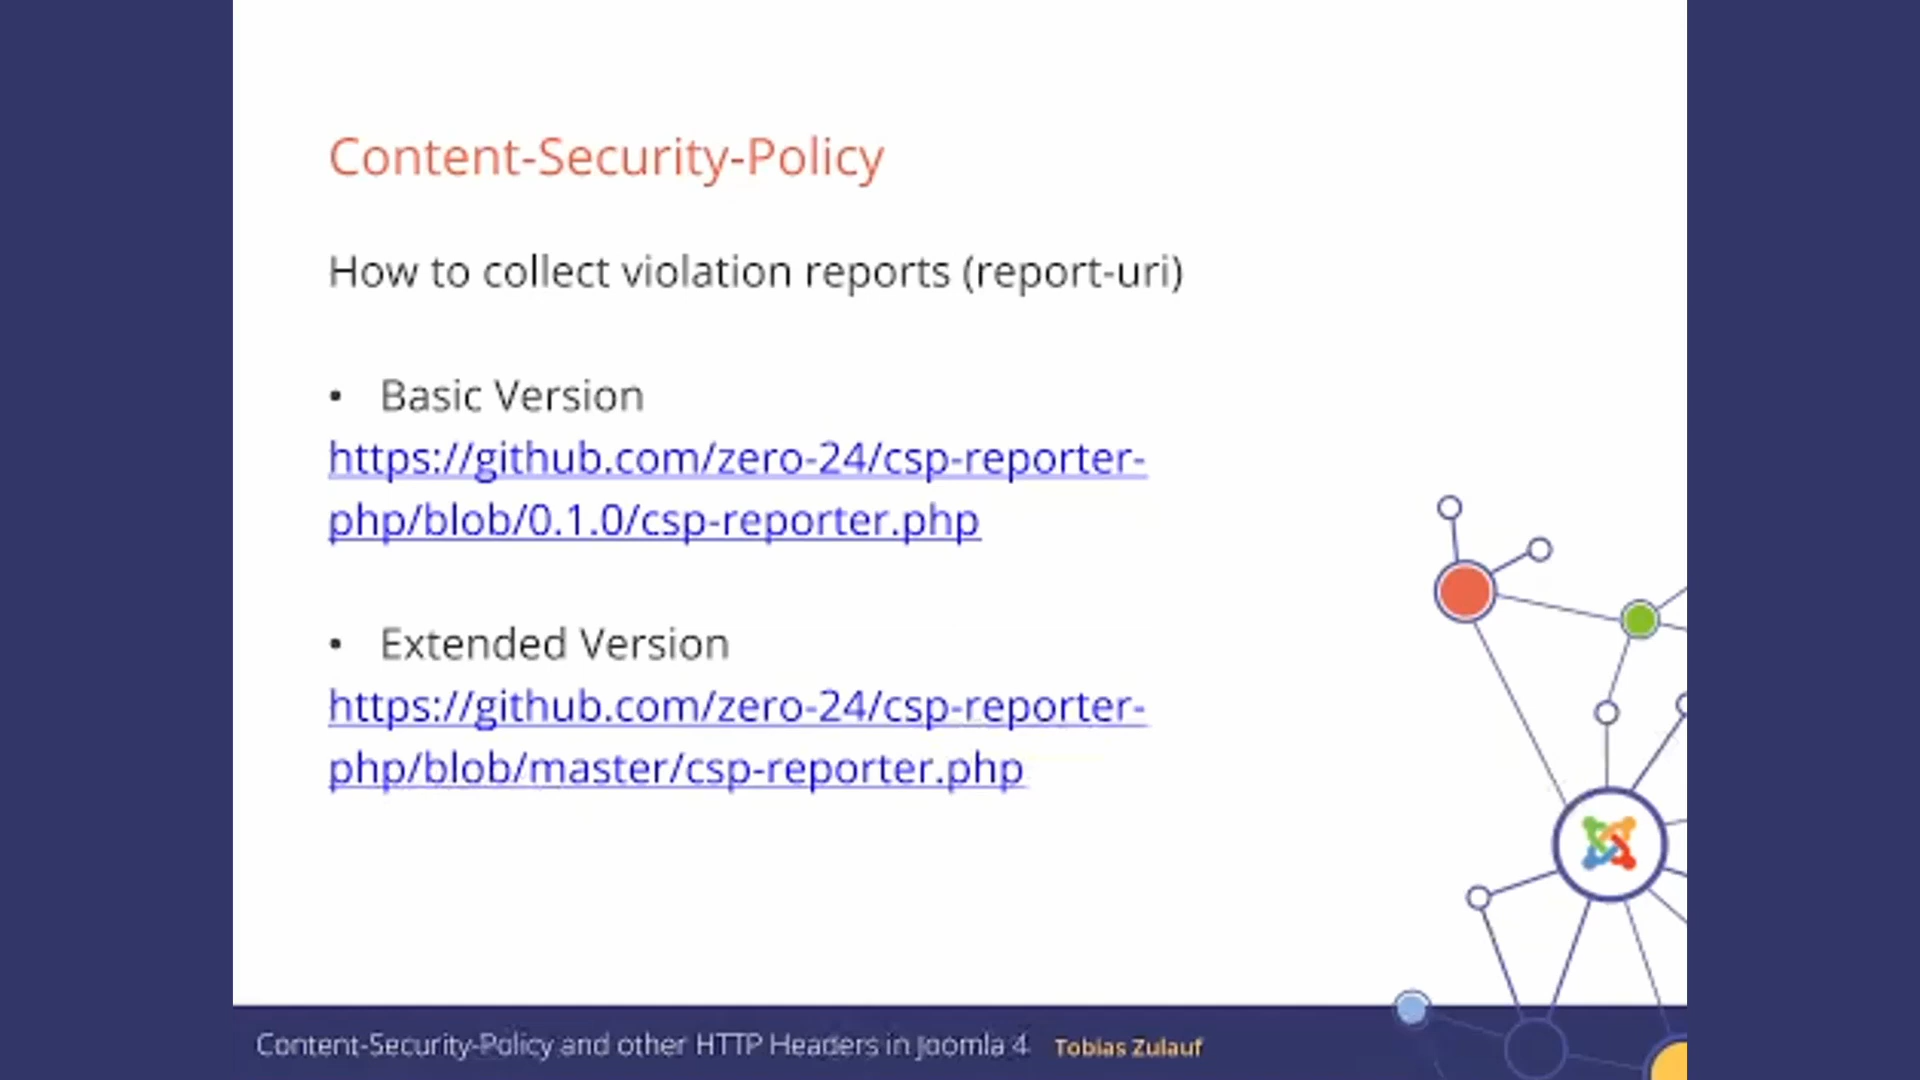 Content-Security-Policy
How to collect violation reports (report-uri)
• Basic Version
https://github.com/zero-24/csp-reporter-
php/blob/0.1.0/csp-reporter.php
• Extended Version
https://github.com/zero-24/csp-reporter-
php/blob/master/csp-reporter.php
Content-Security-Policy and other HTTP Headers in Joomla 4 Tobias Zulauf